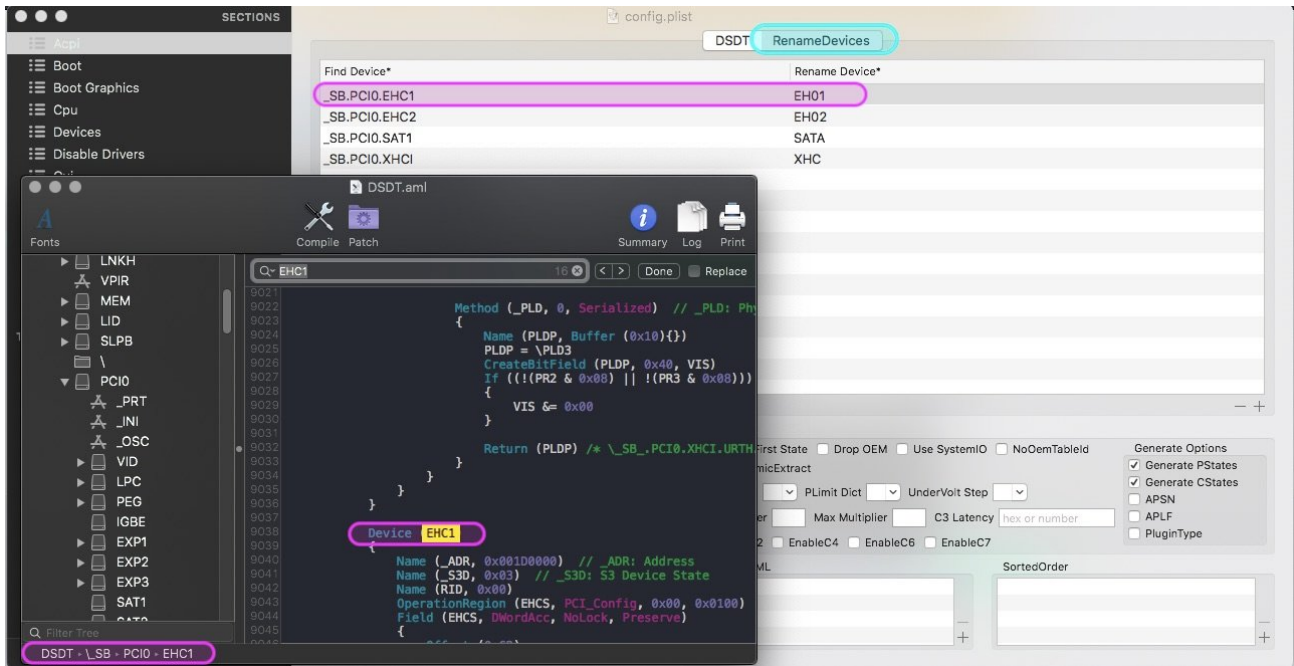 SECTIONS
config.plist
Acpi
Boot
Boot Graphics
Cpu
Devices
Disable Drivers
DSDT
RenameDevices
Find Device*
Rename Device*
_SB.PCI0.EHC1
EH01
_SB.PCI0.EHC2
EH02
_SB.PCI0.SAT1
SATA
_SB.PCI0.XHCI
XHC
DSDT.aml
A
Fonts
Compile
Patch
Summary
Log
Print
LNKH
VPIR
MEM
LID
SLPB
\
PCI0
_PRT
_INI
_OSC
VID
LPC
PEG
IGBE
EXP1
EXP2
EXP3
SAT1
Filter Tree
DSDT
\_SB
PCI0
EHC1
EHC1
16
< >
Done
Replace
9021
9022 Method (_PLD, 0, Serialized) // _PLD: Phy
9023 {
9024 Name (PLDP, Buffer (0x10){})
9025 PLDP = \PLD3
9026 CreateBitField (PLDP, 0x40, VIS)
9027 If ((!(PR2 & 0x08) || !(PR3 & 0x08)))
9028 {
9029 VIS &= 0x00
9030 }
9031
9032 Return (PLDP) /* \_SB_.PCI0.XHCI.URTH
9033 }
9034 }
9035 }
9036 }
9037
9038 Device (EHC1)
9039 {
9040 Name (_ADR, 0x001D0000) // _ADR: Address
9041 Name (_S3D, 0x03) // _S3D: S3 Device State
9042 Name (RID, 0x00)
9043 OperationRegion (EHCS, PCI_Config, 0x00, 0x0100)
9044 Field (EHCS, DWordAcc, NoLock, Preserve)
9045 {
First State
Drop OEM
Use SystemIO
NoOemTableId
PLimit Dict
UnderVolt Step
Max Multiplier
C3 Latency
hex or number
EnableC4
EnableC6
EnableC7
Generate Options
Generate PStates
Generate CStates
APSN
APLF
PluginType
SortedOrder